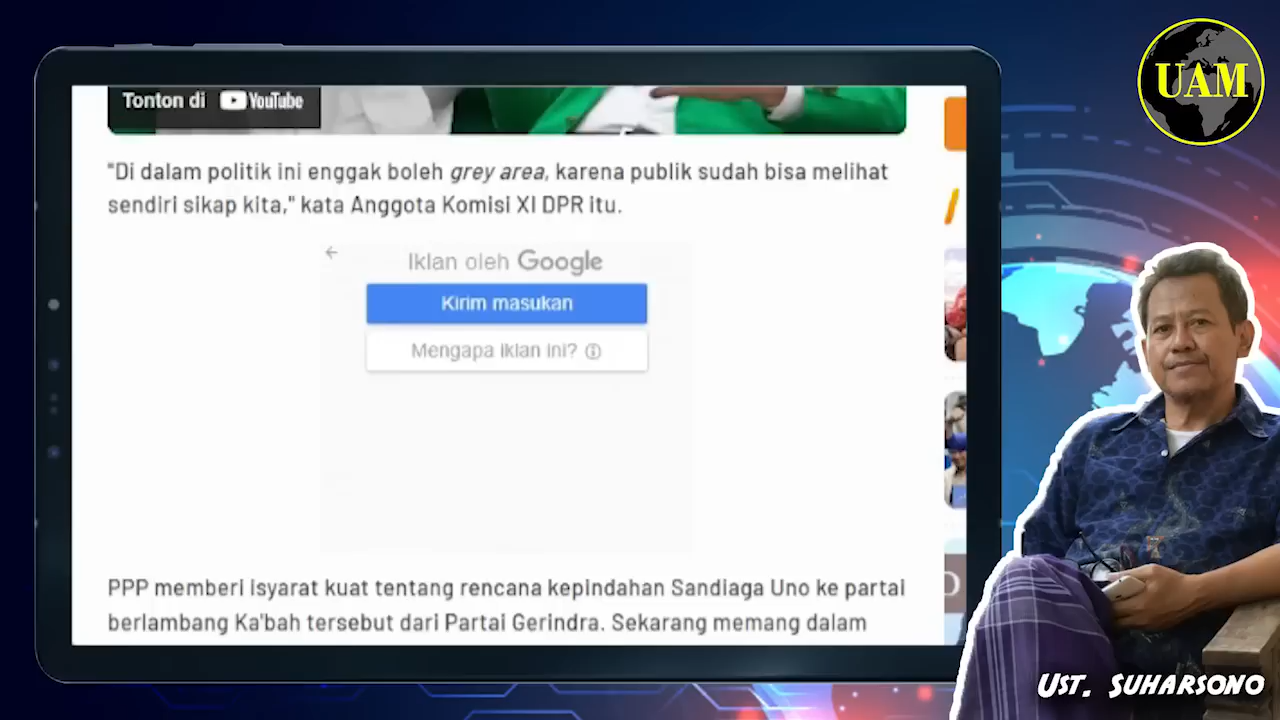 UAM
Tonton di YouTube
"Di dalam politik ini enggak boleh grey area, karena publik sudah bisa melihat
sendiri sikap kita," kata Anggota Komisi XI DPR itu.
Iklan oleh Google
Kirim masukan
Mengapa iklan ini?
PPP memberi isyarat kuat tentang rencana kepindahan Sandiaga Uno ke partai
berlambang Ka'bah tersebut dari Partai Gerindra. Sekarang memang dalam
UST. SUHARSONO